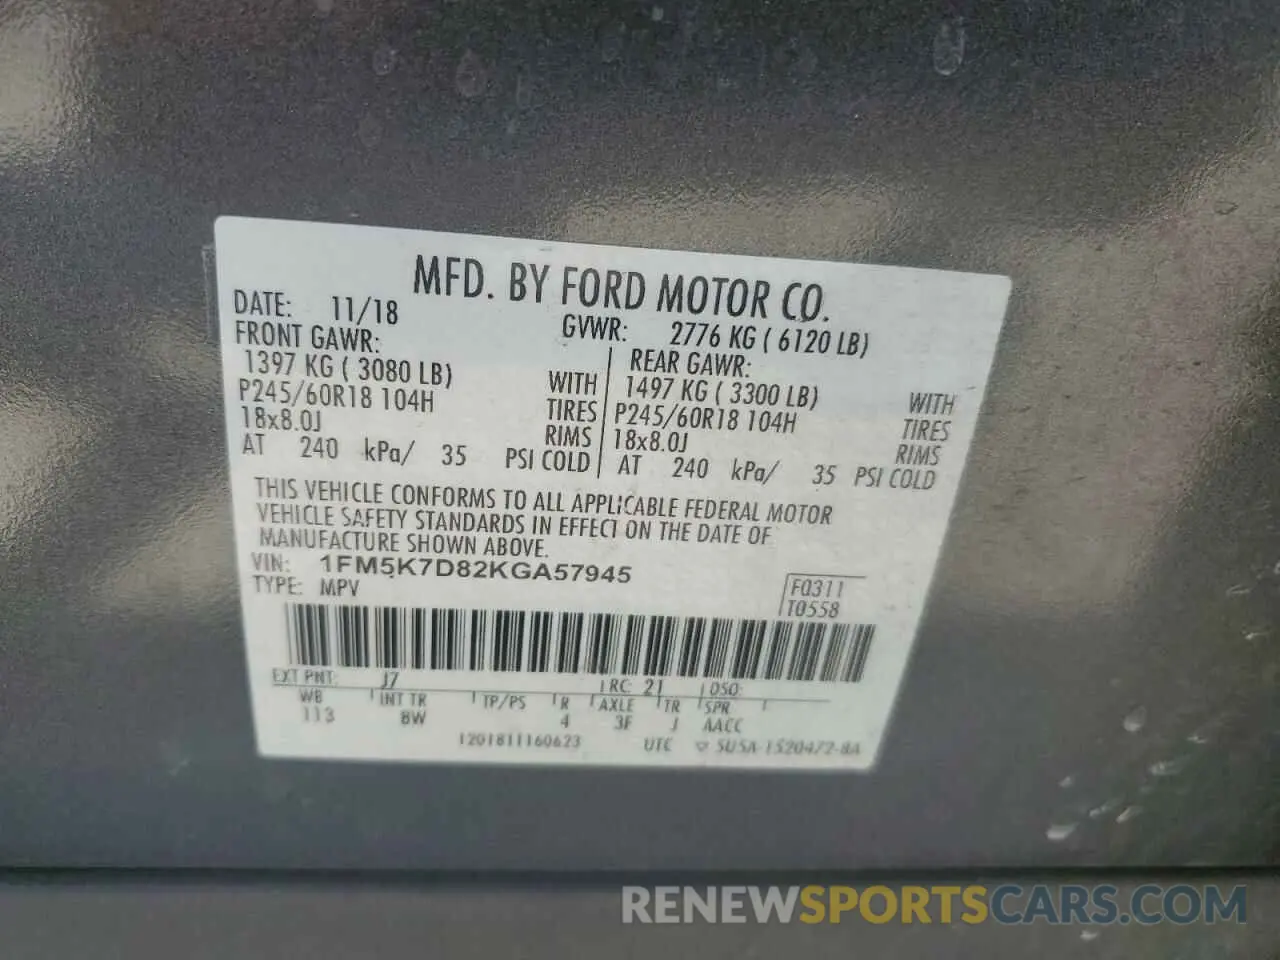 MFD. BY FORD MOTOR CO.
DATE: 11/18 GVWR: 2776 KG ( 6120 LB)
FRONT GAWR: REAR GAWR:
1397 KG ( 3080 LB) WITH 1497 KG ( 3300 LB) WITH
P245/60R18 104H TIRES P245/60R18 104H TIRES
18x8.0J RIMS 18x8.0J RIMS
AT 240 kPa/ 35 PSI COLD AT 240 kPa/ 35 PSI COLD
THIS VEHICLE CONFORMS TO ALL APPLICABLE FEDERAL MOTOR
VEHICLE SAFETY STANDARDS IN EFFECT ON THE DATE OF
MANUFACTURE SHOWN ABOVE.
VIN: 1FM5K7D82KGA57945
TYPE: MPV
F0311
T0558
EXT PNT: J7 RC: 21 DSO:
WB INT TR TP/PS R AXLE TR SPR
113 8W 4 3F J AACC
1201811160623 UTC
RENEWSPORTSCARS.COM